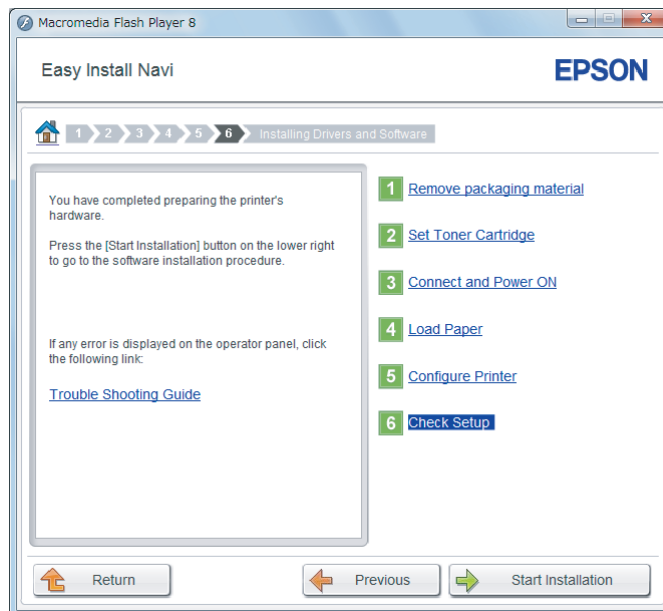 Macromedia Flash Player 8
Easy Install Navi
EPSON
1 2 3 4 5 6 Installing Drivers and Software
You have completed preparing the printer's
hardware.
Press the [Start Installation] button on the lower right
to go to the software installation procedure.
If any error is displayed on the operator panel, click
the following link:
Trouble Shooting Guide
1 Remove packaging material
2 Set Toner Cartridge
3 Connect and Power ON
4 Load Paper
5 Configure Printer
6 Check Setup
Return
Previous
Start Installation